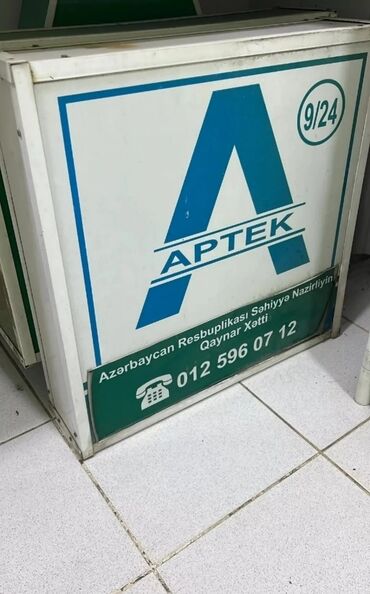 9/24
APTEK
Azərbaycan Resbuplikası Səhiyyə Nazirliyin
Qaynar Xətti
012 596 07 12